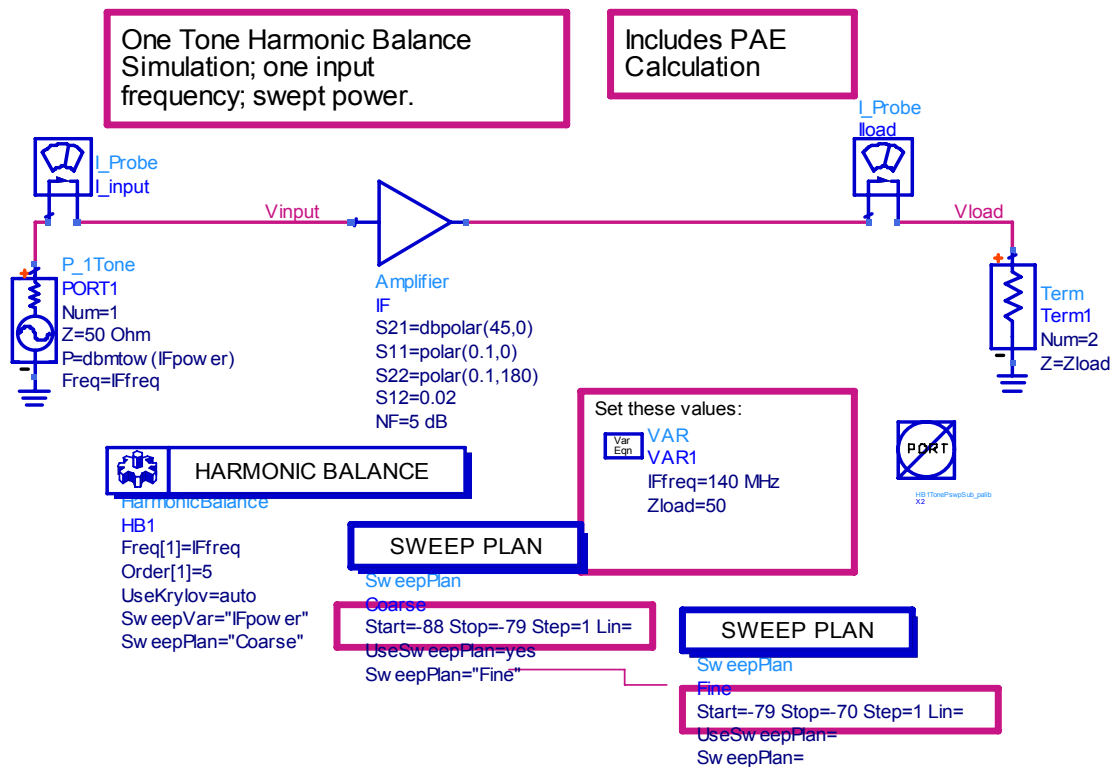 One Tone Harmonic Balance
Simulation; one input
frequency; swept power.
Includes PAE
Calculation
I_Probe
I_input
I_Probe
Iload
Vinput
Vload
P_1Tone
PORT1
Num=1
Z=50 Ohm
P=dbmtow(IFpower)
Freq=IFfreq
Amplifier
IF
S21=dbpolar(45,0)
S11=polar(0.1,0)
S22=polar(0.1,180)
S12=0.02
NF=5 dB
Term
Term1
Num=2
Z=Zload
Set these values:
Var
Eqn
VAR
VAR1
IFfreq=140 MHz
Zload=50
PORT
HB1TonePswpSub_palib
X2
HARMONIC BALANCE
HarmonicBalance
HB1
Freq[1]=IFfreq
Order[1]=5
UseKrylov=auto
SweepVar="IFpower"
SweepPlan="Coarse"
SWEEP PLAN
SweepPlan
Coarse
Start=-88 Stop=-79 Step=1 Lin=
UseSweepPlan=yes
SweepPlan="Fine"
SWEEP PLAN
SweepPlan
Fine
Start=-79 Stop=-70 Step=1 Lin=
UseSweepPlan=
SweepPlan=